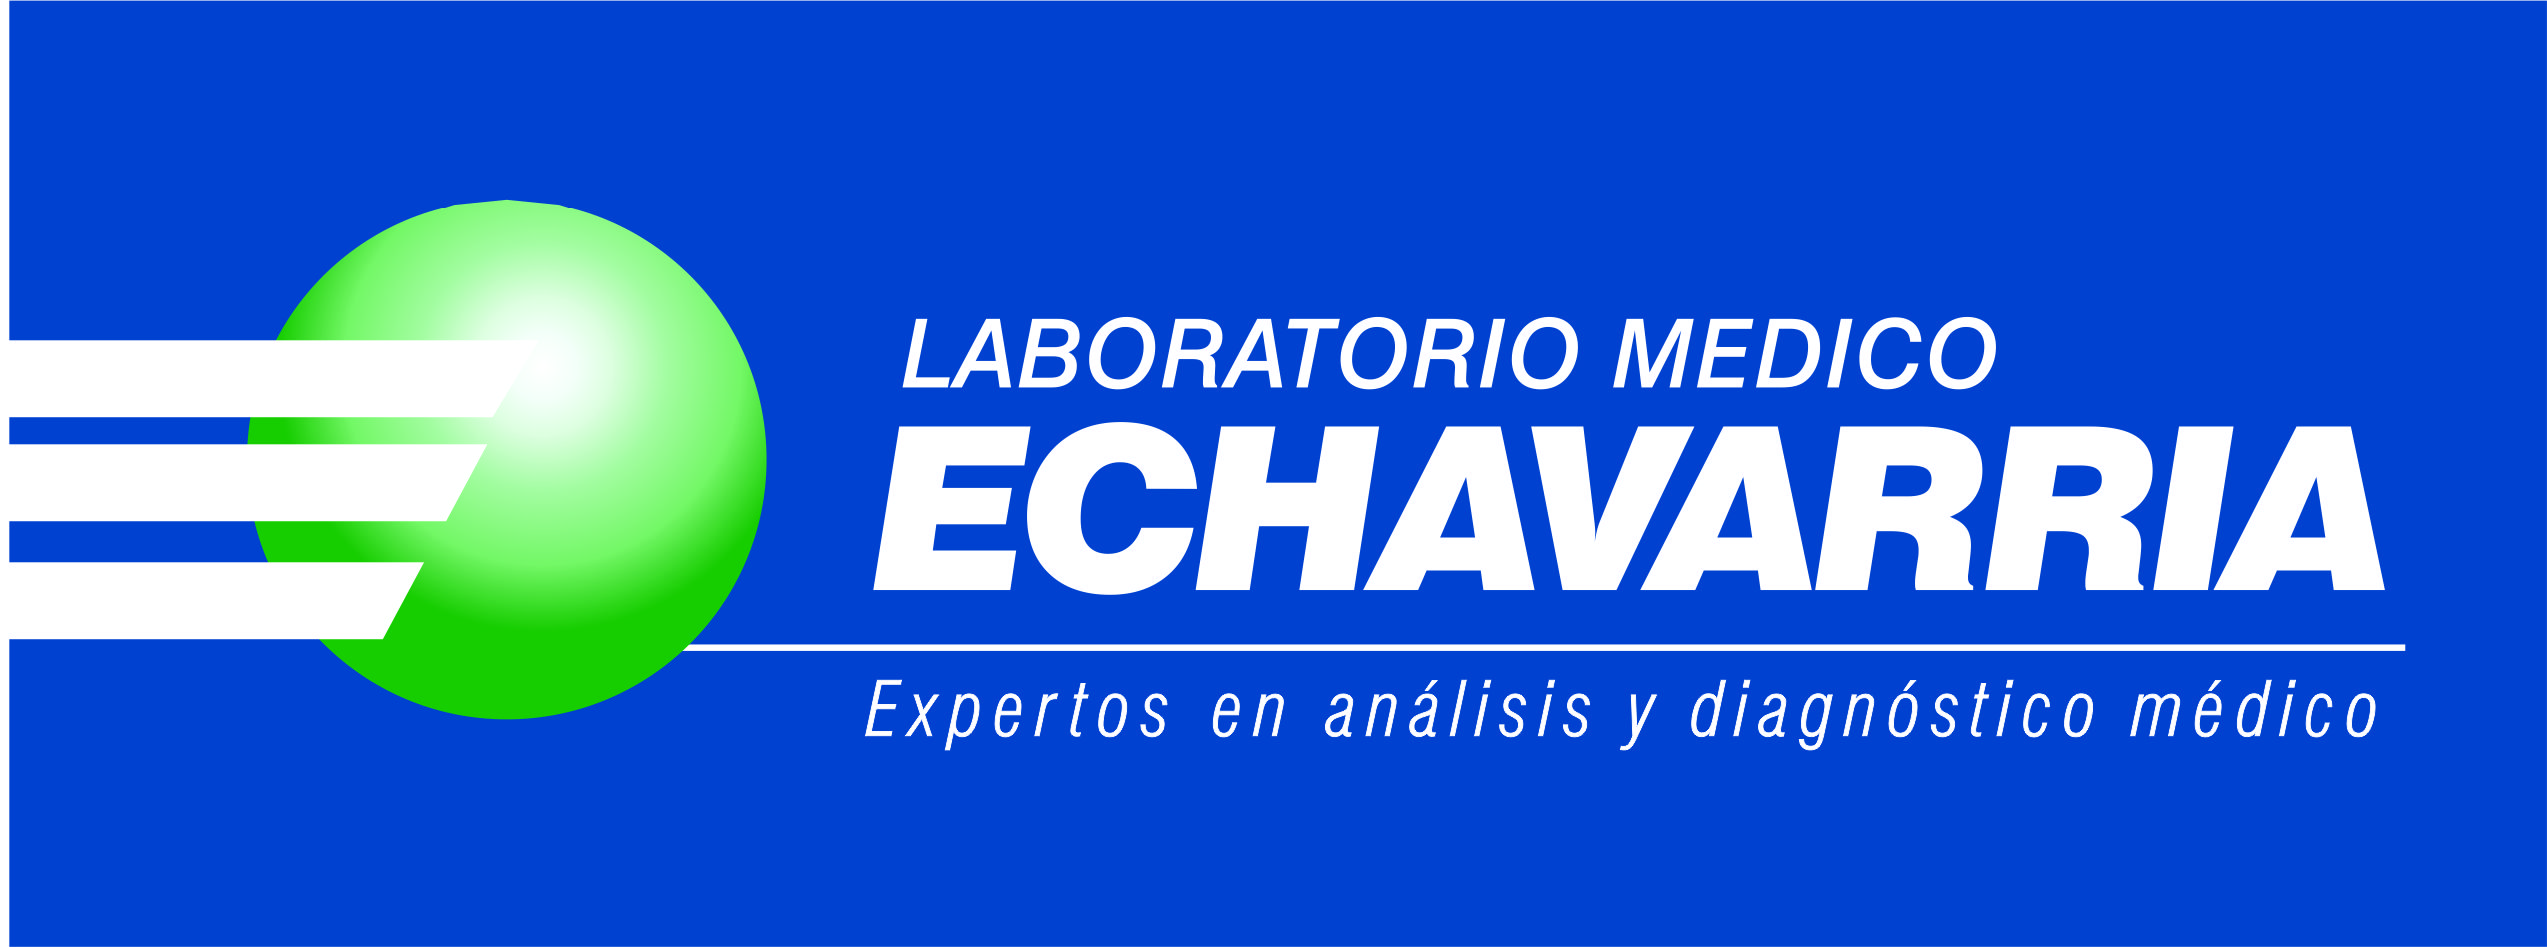 LABORATORIO MEDICO
ECHAVARRIA
Expertos en análisis y diagnóstico médico